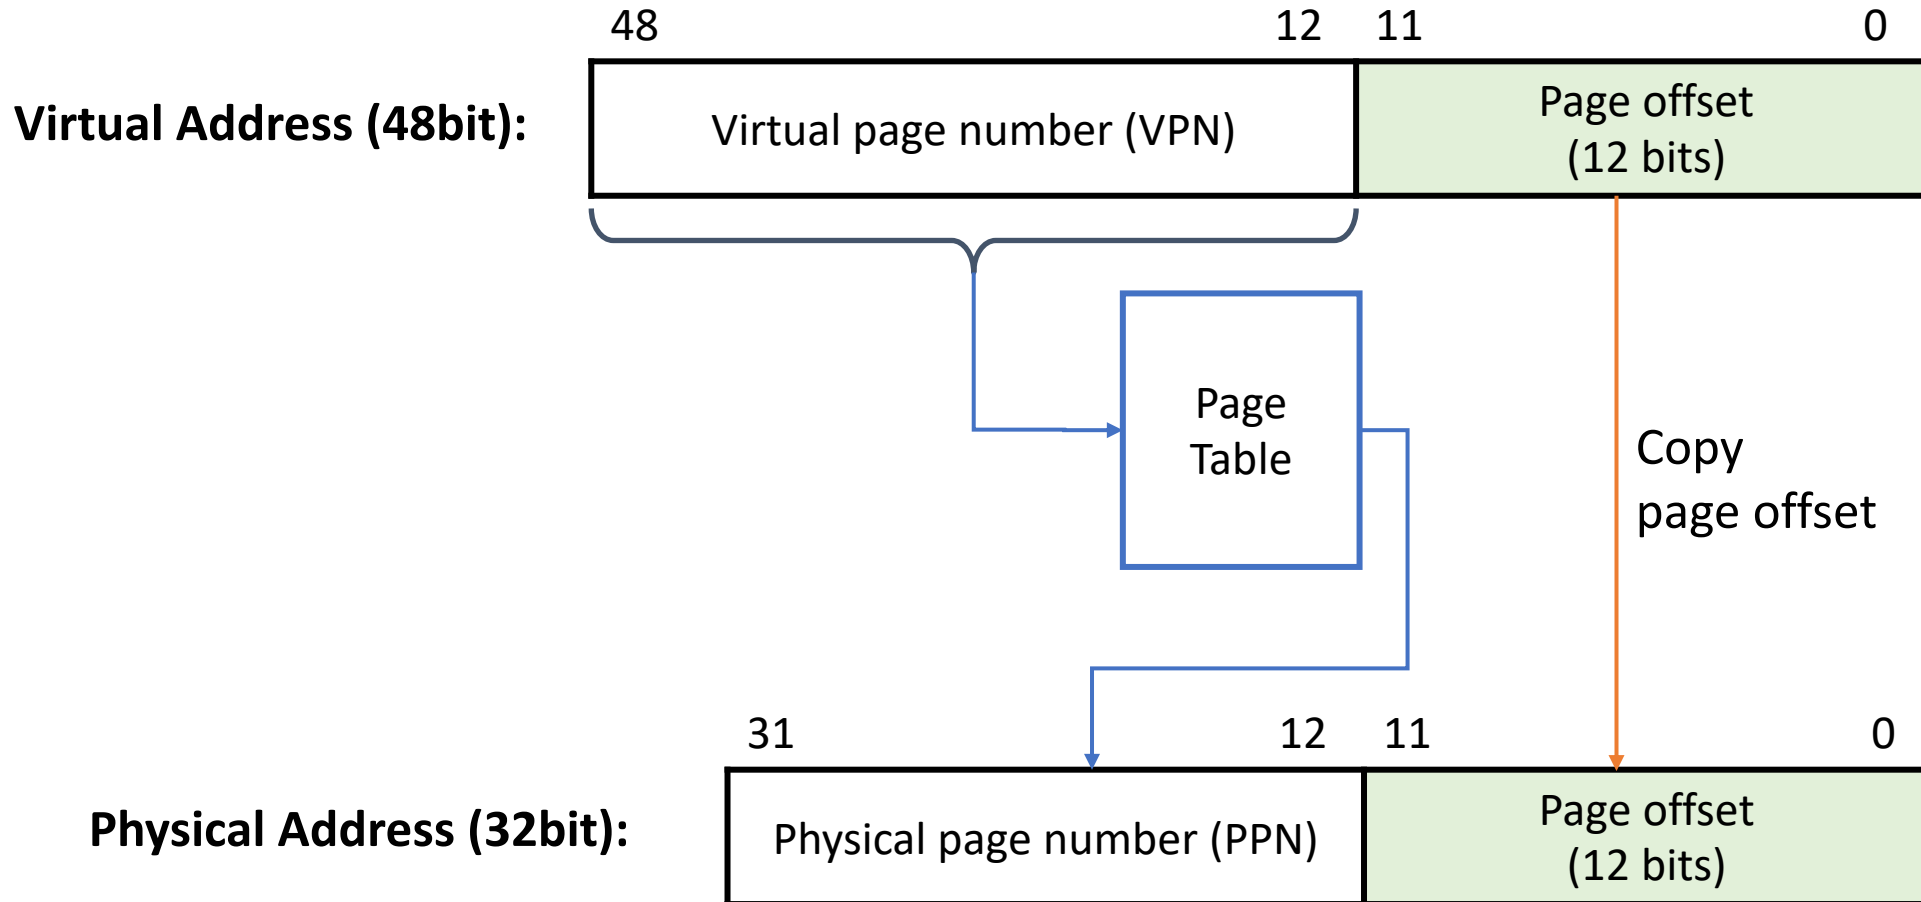 48 12 11 0
Virtual Address (48bit):
Virtual page number (VPN)
Page offset
(12 bits)
Page
Table
Copy
page offset
31 12 11 0
Physical Address (32bit):
Physical page number (PPN)
Page offset
(12 bits)